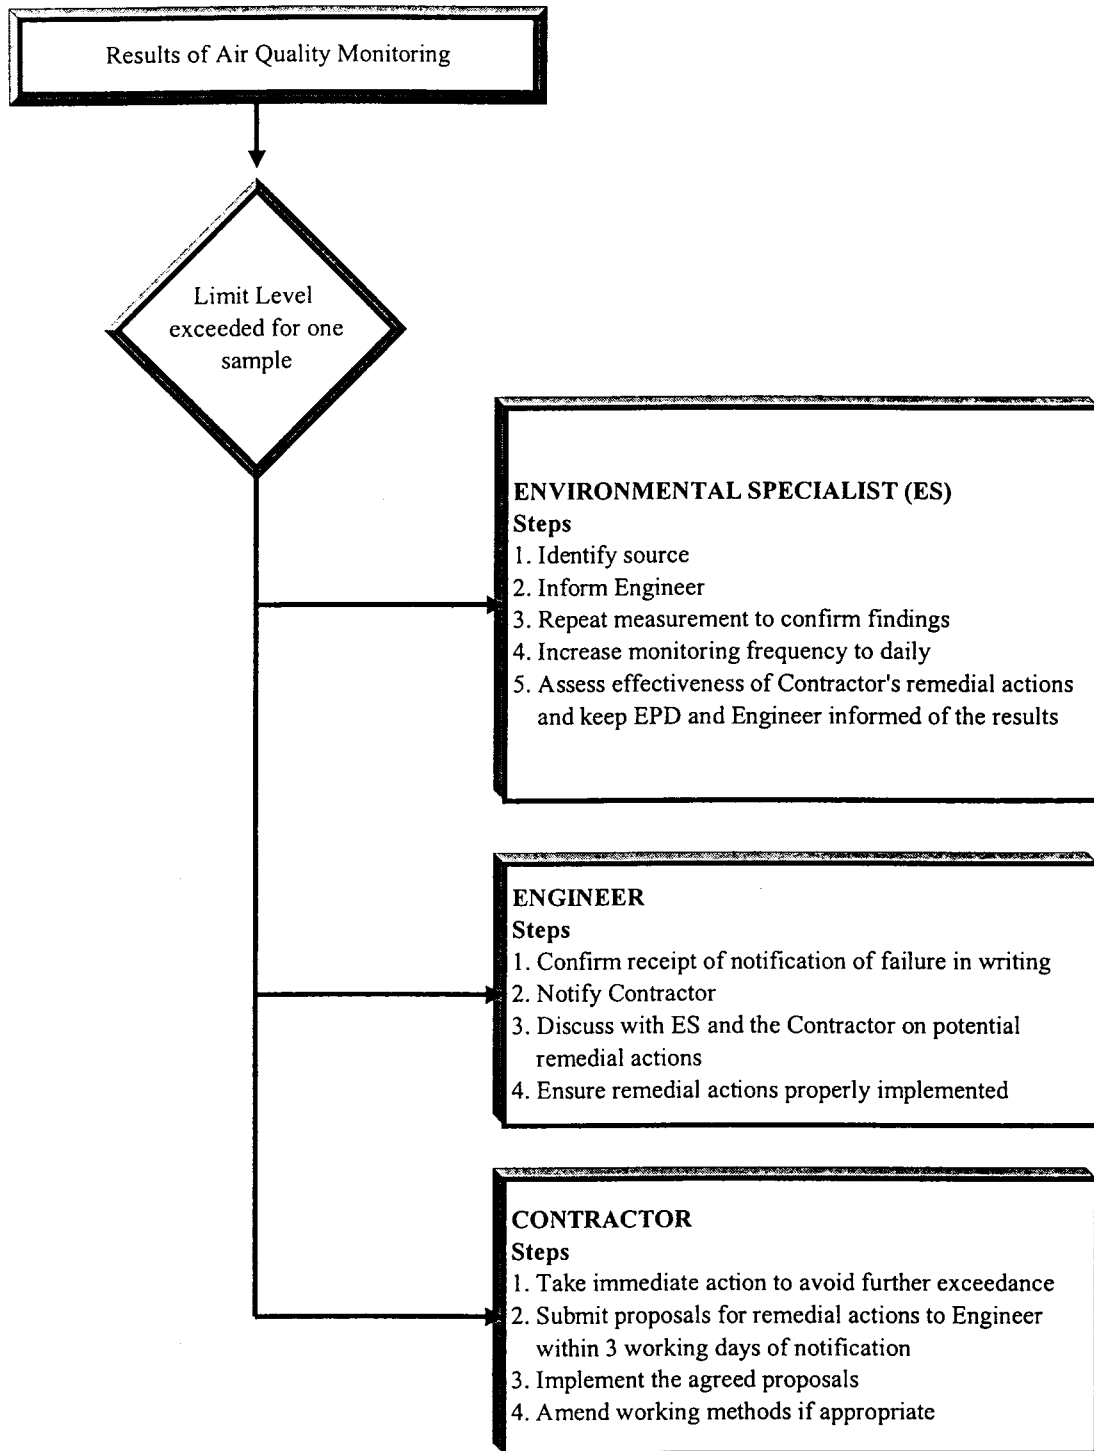 Results of Air Quality Monitoring
Limit Level
exceeded for one
sample
ENVIRONMENTAL SPECIALIST (ES)
Steps
1. Identify source
2. Inform Engineer
3. Repeat measurement to confirm findings
4. Increase monitoring frequency to daily
5. Assess effectiveness of Contractor's remedial actions
and keep EPD and Engineer informed of the results
ENGINEER
Steps
1. Confirm receipt of notification of failure in writing
2. Notify Contractor
3. Discuss with ES and the Contractor on potential
remedial actions
4. Ensure remedial actions properly implemented
CONTRACTOR
Steps
1. Take immediate action to avoid further exceedance
2. Submit proposals for remedial actions to Engineer
within 3 working days of notification
3. Implement the agreed proposals
4. Amend working methods if appropriate